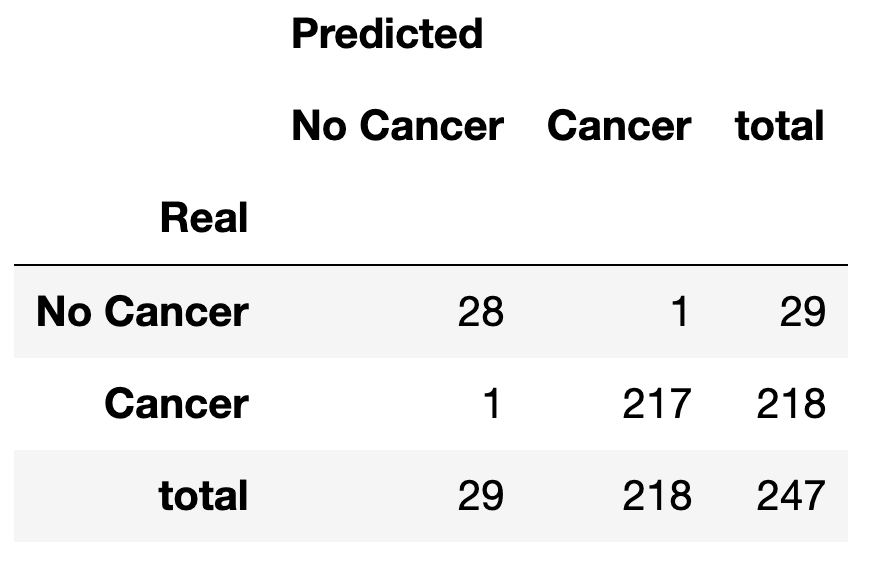 Predicted
No Cancer Cancer total
Real
No Cancer 28 1 29
Cancer 1 217 218
total 29 218 247